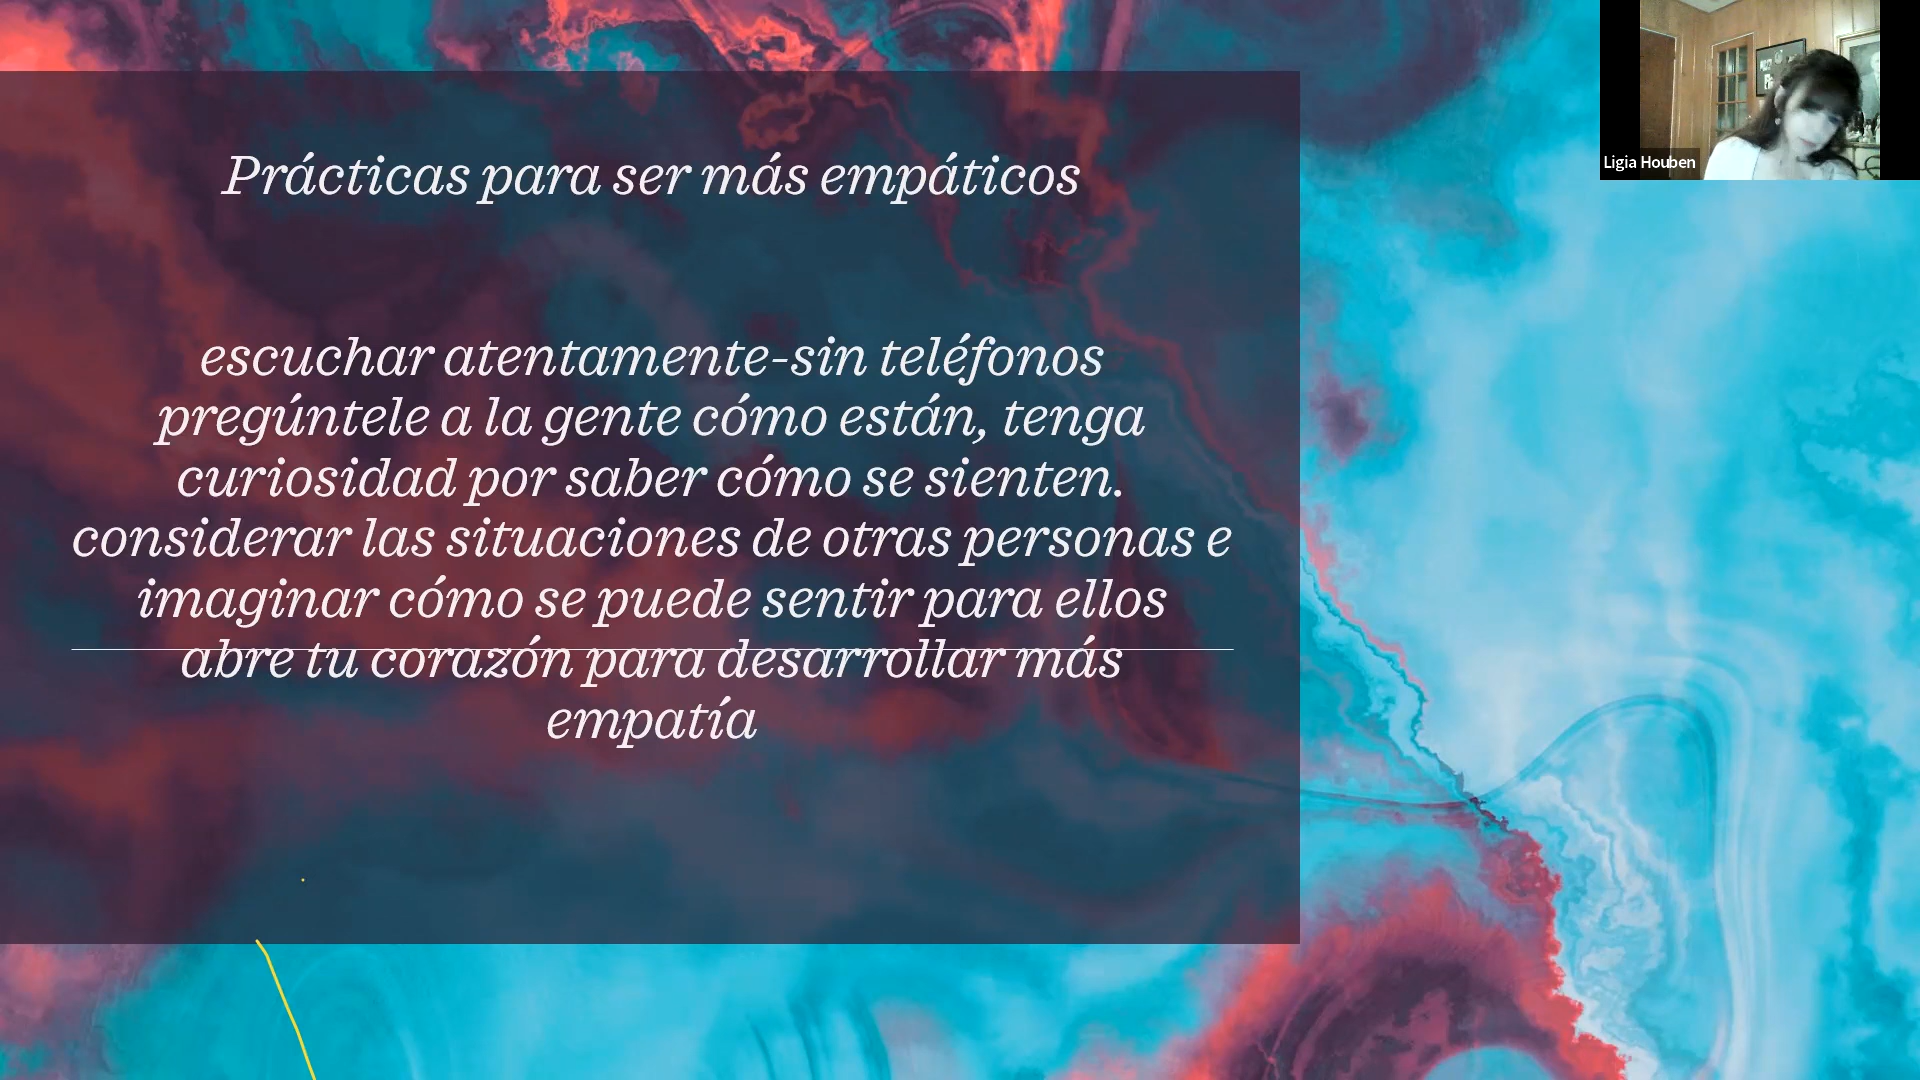 Prácticas para ser más empáticos
escuchar atentamente-sin teléfonos
pregúntele a la gente cómo están, tenga
curiosidad por saber cómo se sienten.
considerar las situaciones de otras personas e
imaginar cómo se puede sentir para ellos
abre tu corazón para desarrollar más
empatía
Ligia Houben